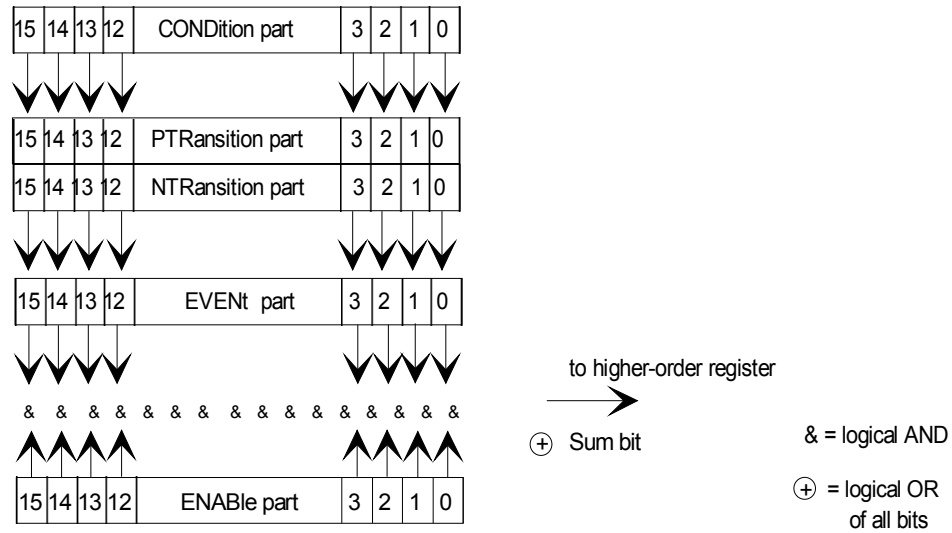 15 14 13 12 CONDition part 3 2 1 0
15 14 13 12 PTRansition part 3 2 1 0
15 14 13 12 NTRansition part 3 2 1 0
15 14 13 12 EVENt part 3 2 1 0
to higher-order register
& & & & & & & & & & & & & & & &
+ Sum bit
& = logical AND
15 14 13 12 ENABle part 3 2 1 0
+ = logical OR
of all bits